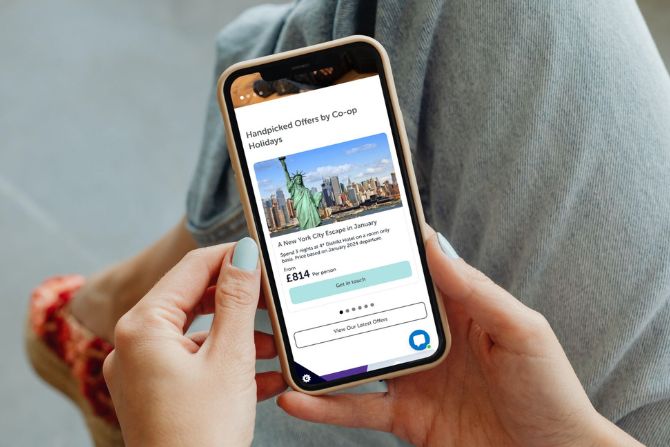 Handpicked Offers by Co-op
Holidays
A New York City Escape in January
Spend 3 nights at 4* Distrikt Hotel on a room only
basis. Price based on January 2024 departure.
From
£814 Per person
Get in touch
View Our Latest Offers